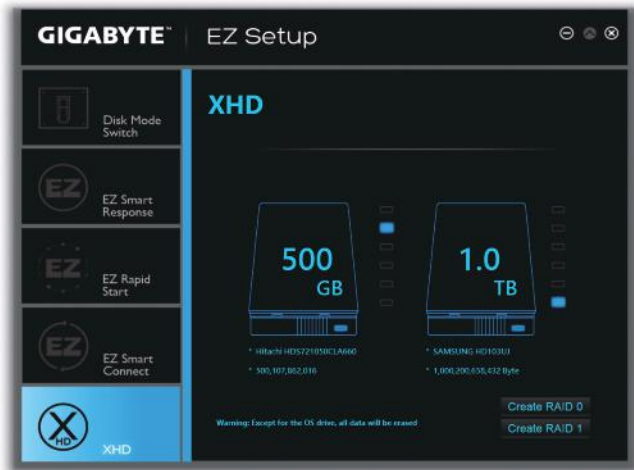 GIGABYTE™ EZ Setup
Disk Mode
Switch
EZ
EZ Smart
Response
EZ
EZ Rapid
Start
EZ
EZ Smart
Connect
X
HD
XHD
XHD
500
GB
* Hitachi HDS721050CLA660
* 500,107,862,016
1.0
TB
* SAMSUNG HD103UJ
* 1,000,200,658,432 Byte
Warning: Except for the OS drive, all data will be erased
Create RAID 0
Create RAID 1